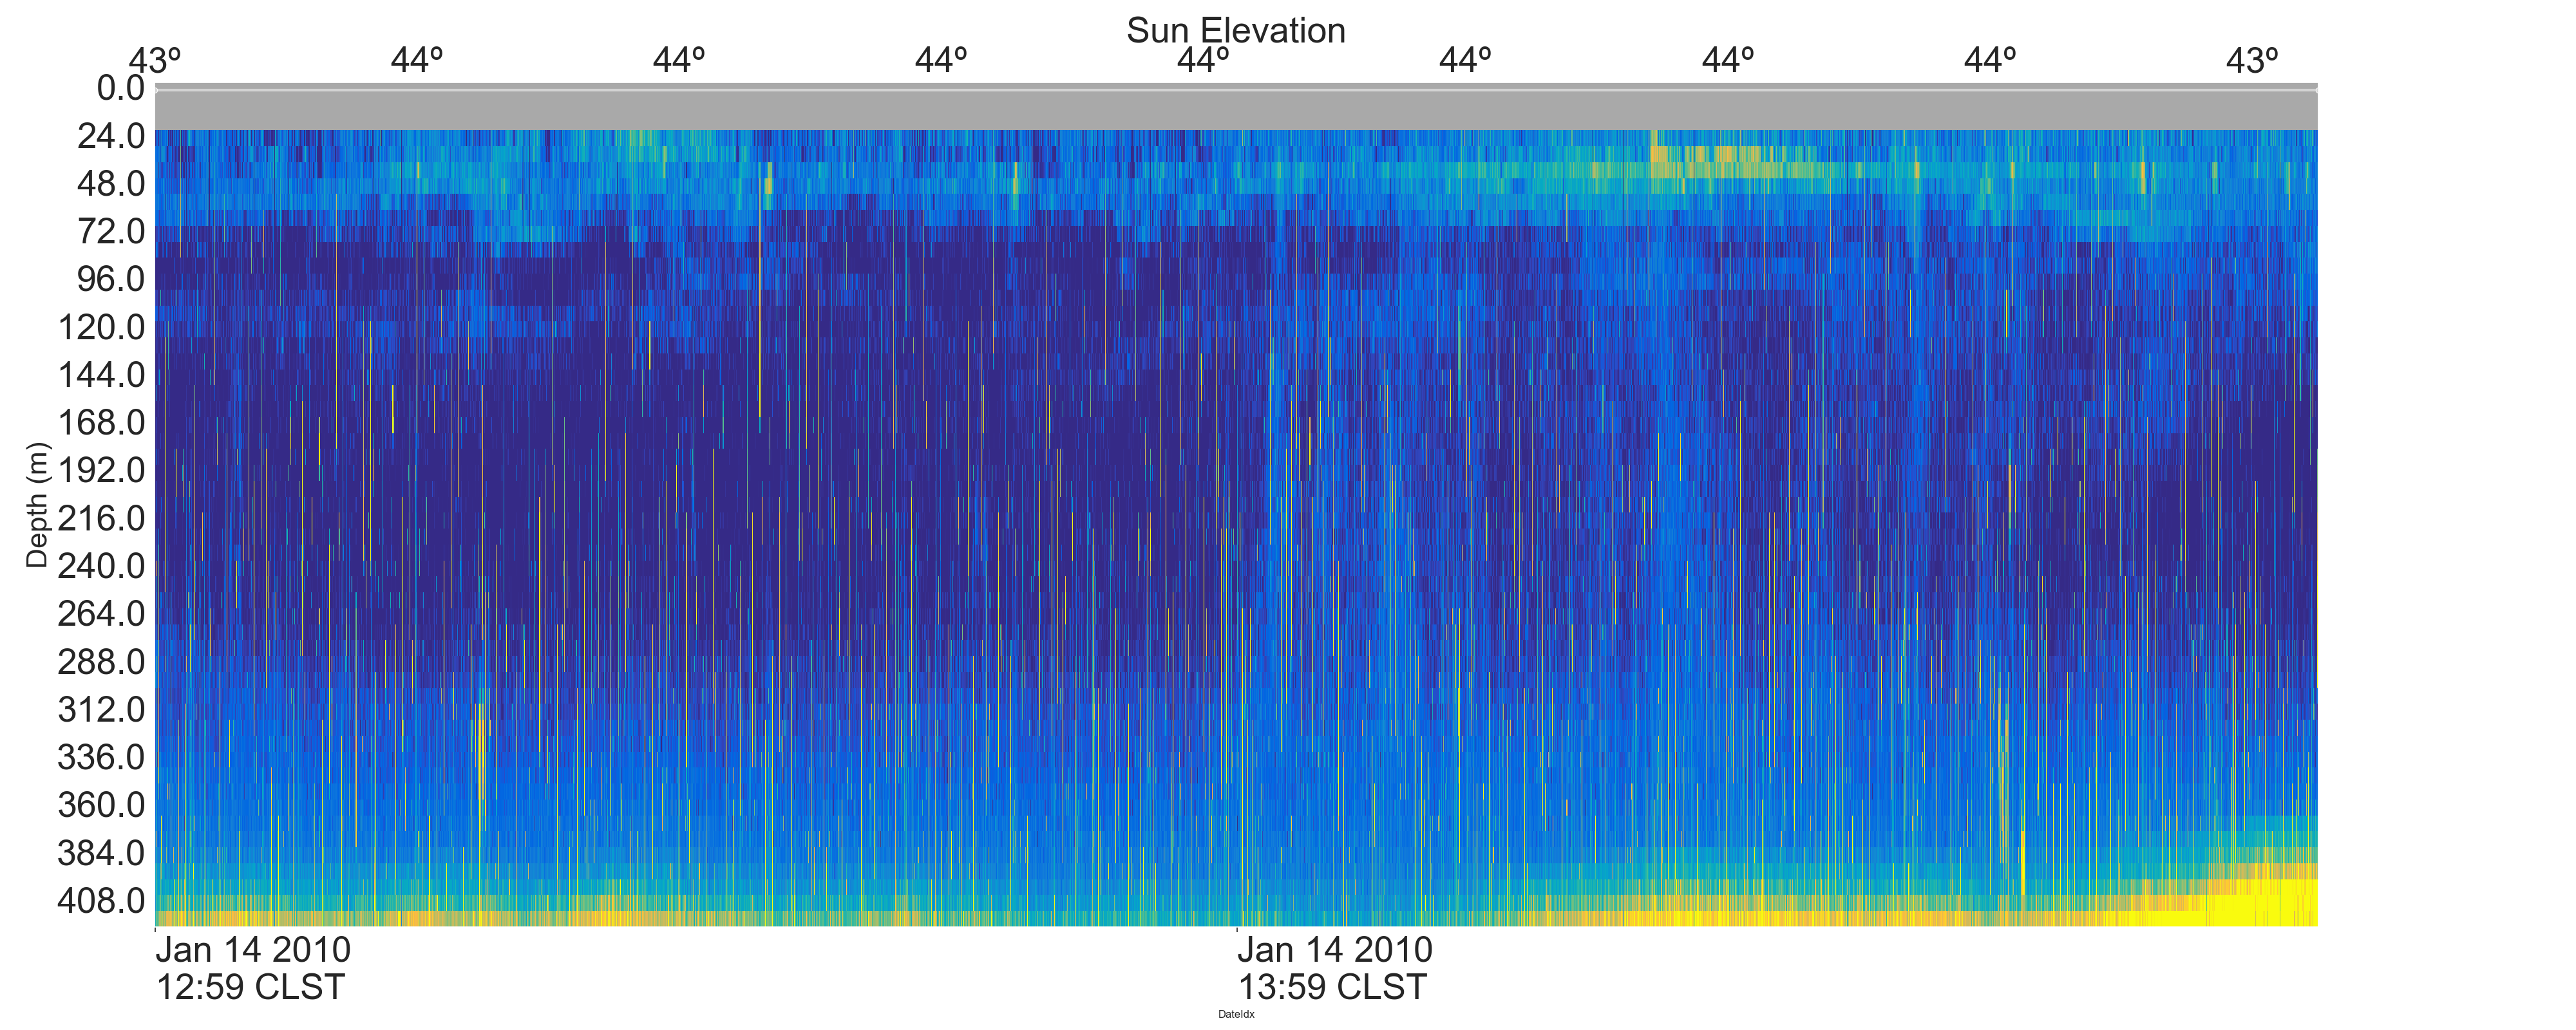 Sun Elevation
43º 44º 44º 44º 44º 44º 44º 44º 43º
0.0
24.0
48.0
72.0
96.0
120.0
144.0
168.0
192.0
216.0
240.0
264.0
288.0
312.0
336.0
360.0
384.0
408.0
Depth (m)
Jan 14 2010
12:59 CLST
Jan 14 2010
13:59 CLST
DateIdx